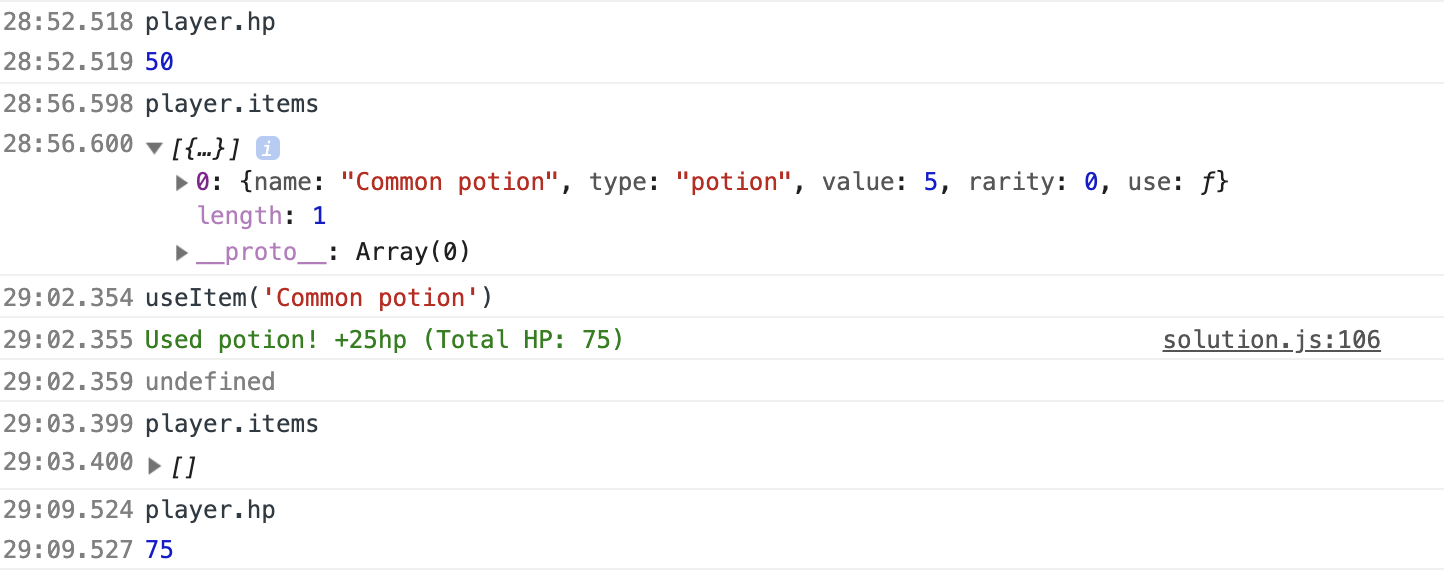 28:52.518 player.hp
28:52.519 50
28:56.598 player.items
28:56.600 ▼ [{…}] i
▶ 0: {name: "Common potion", type: "potion", value: 5, rarity: 0, use: ƒ}
length: 1
▶ __proto__: Array(0)
29:02.354 useItem('Common potion')
29:02.355 Used potion! +25hp (Total HP: 75) solution.js:106
29:02.359 undefined
29:03.399 player.items
29:03.400 ▶ []
29:09.524 player.hp
29:09.527 75